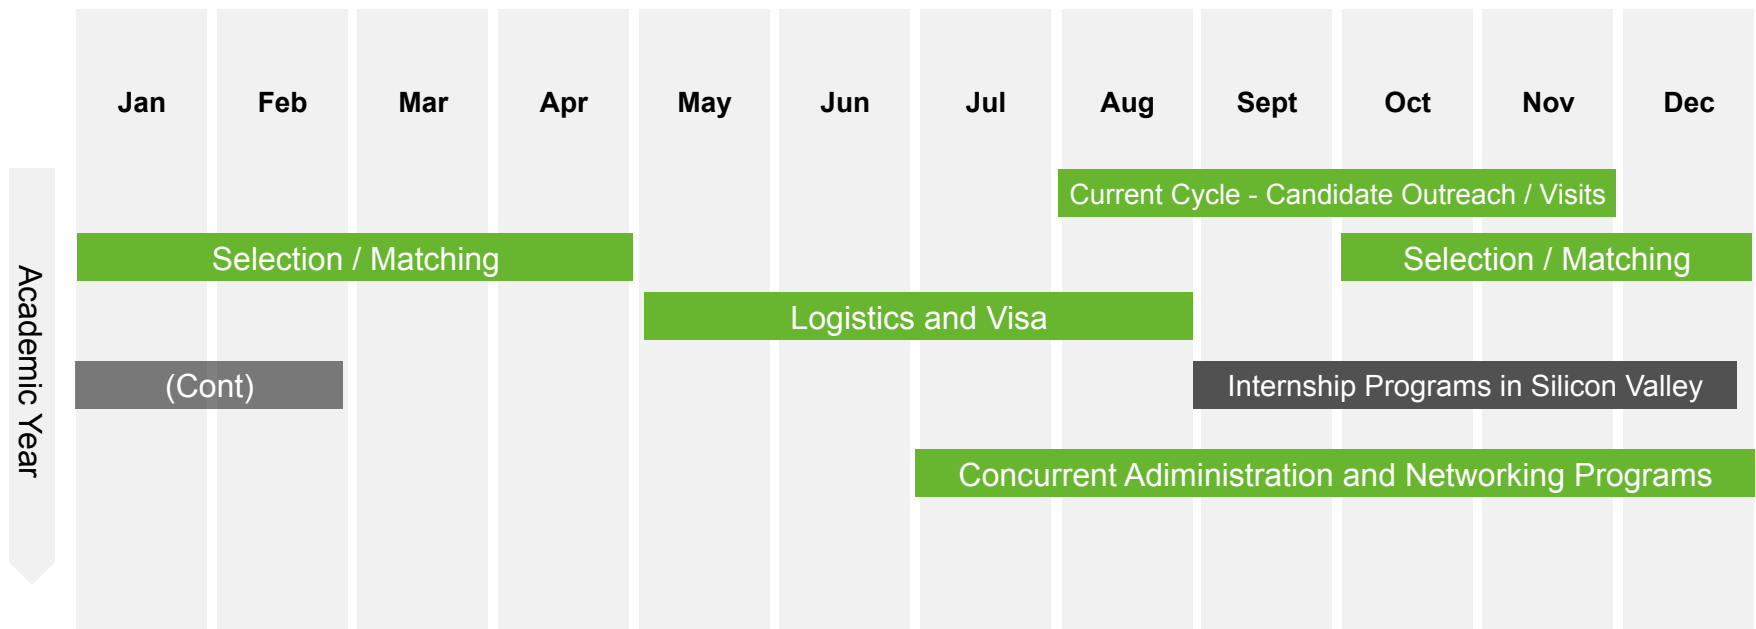 Jan Feb Mar Apr May Jun Jul Aug Sept Oct Nov Dec
Academic Year
Current Cycle - Candidate Outreach / Visits
Selection / Matching
Selection / Matching
Logistics and Visa
(Cont)
Internship Programs in Silicon Valley
Concurrent Adiministration and Networking Programs